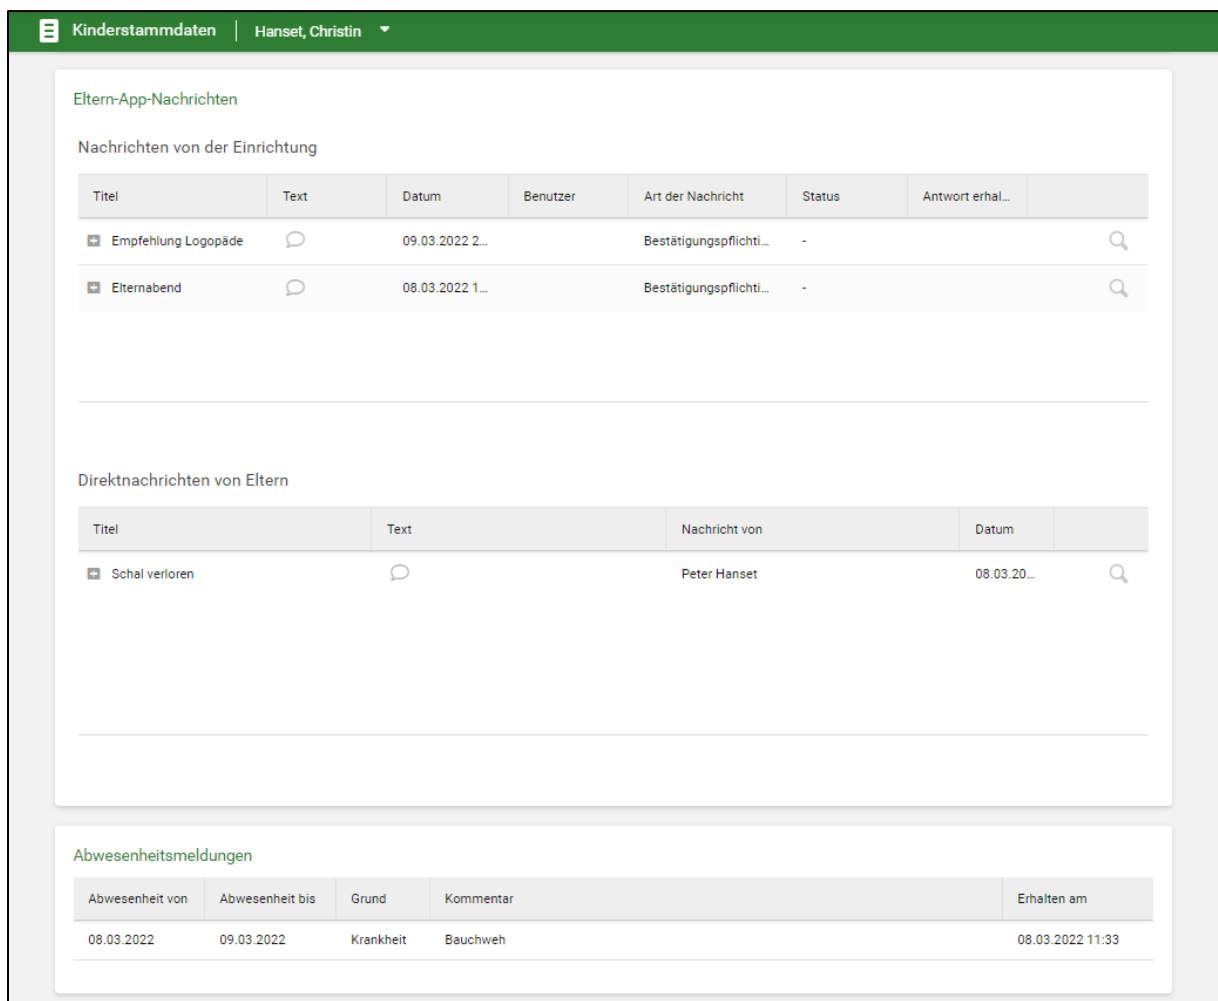 Kinderstammdaten | Hanset, Christin
Eltern-App-Nachrichten
Nachrichten von der Einrichtung
Titel Text Datum Benutzer Art der Nachricht Status Antwort erhal...
Empfehlung Logopäde 09.03.2022 2... Bestätigungspflichti... -
Elternabend 08.03.2022 1... Bestätigungspflichti... -
Direktnachrichten von Eltern
Titel Text Nachricht von Datum
Schal verloren Peter Hanset 08.03.20...
Abwesenheitsmeldungen
Abwesenheit von Abwesenheit bis Grund Kommentar Erhalten am
08.03.2022 09.03.2022 Krankheit Bauchweh 08.03.2022 11:33